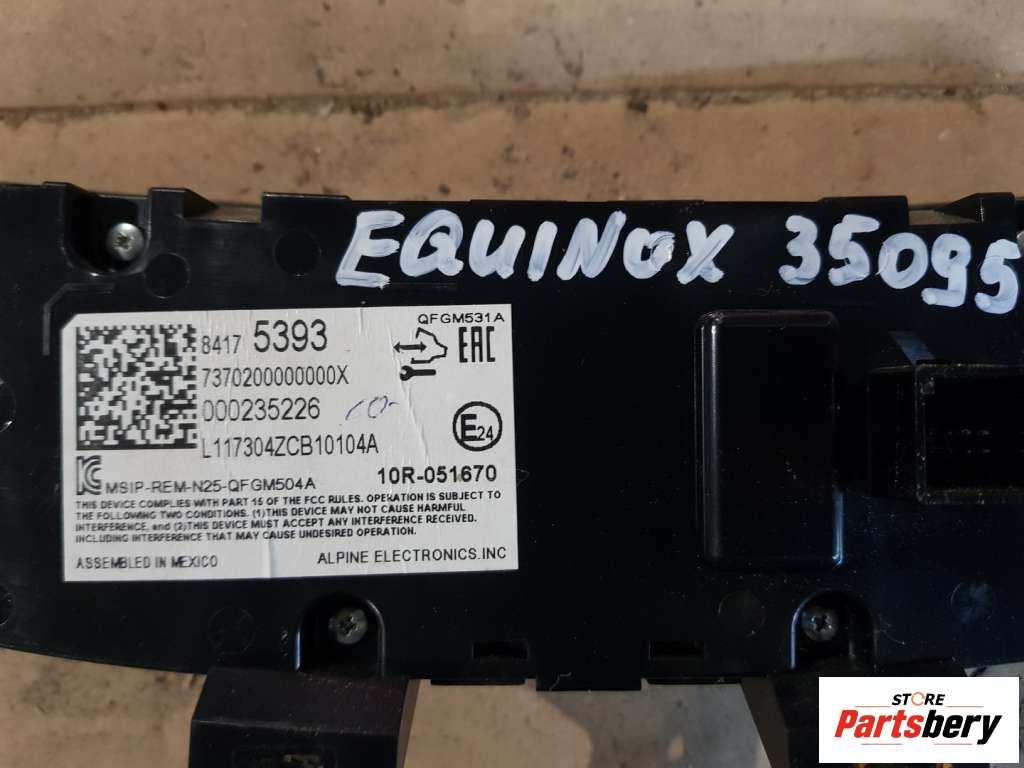 EQUINOX 35095
QFGM531A
8417 5393
EAC
7370200000000X
000235226
E24
L117304ZCB10104A
10R-051670
MSIP-REM-N25-QFGM504A
THIS DEVICE COMPLIES WITH PART 15 OF THE FCC RULES. OPERATION IS SUBJECT TO
THE FOLLOWING TWO CONDITIONS. (1)THIS DEVICE MAY NOT CAUSE HARMFUL
INTERFERENCE, and (2)THIS DEVICE MUST ACCEPT ANY INTERFERENCE RECEIVED.
INCLUDING INTERFERENCE THAT MAY CAUSE UNDESIRED OPERATION.
ASSEMBLED IN MEXICO
ALPINE ELECTRONICS.INC
STORE
Partsbery